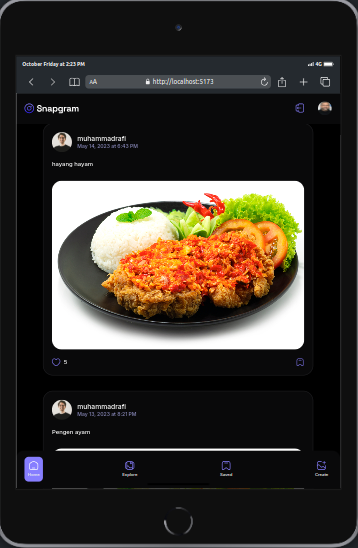 October Friday at 2:23 PM
4G
AA
http://localhost:5173
Snapgram
muhammadrafi
May 14, 2023 at 6:43 PM
hayang hayam
5
muhammadrafi
May 13, 2023 at 8:21 PM
Pengen ayam
Home
Explore
Saved
Create